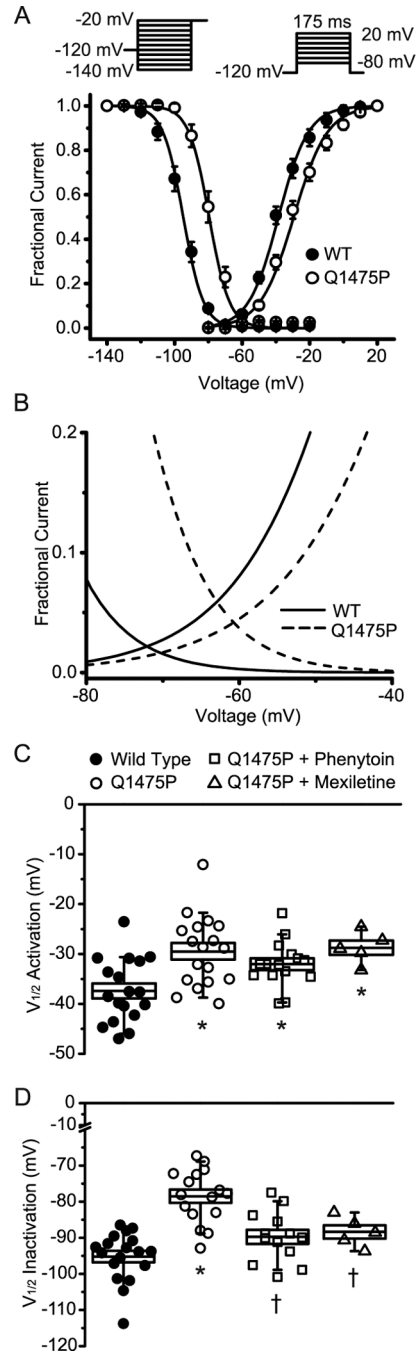 A
-20 mV
-120 mV
-140 mV
175 ms
20 mV
-80 mV
-120 mV
Fractional Current
1.0
0.8
0.6
0.4
0.2
0.0
WT
Q1475P
-140 -100 -60 -20 20
Voltage (mV)
B
Fractional Current
0.2
0.1
0.0
WT
Q1475P
-80 -60 -40
Voltage (mV)
C
Wild Type
Q1475P
Q1475P + Phenytoin
Q1475P + Mexiletine
V1/2 Activation (mV)
0
-10
-20
-30
-40
-50
* * *
D
V1/2 Inactivation (mV)
0
-10
-70
-80
-90
-100
-110
-120
* † †